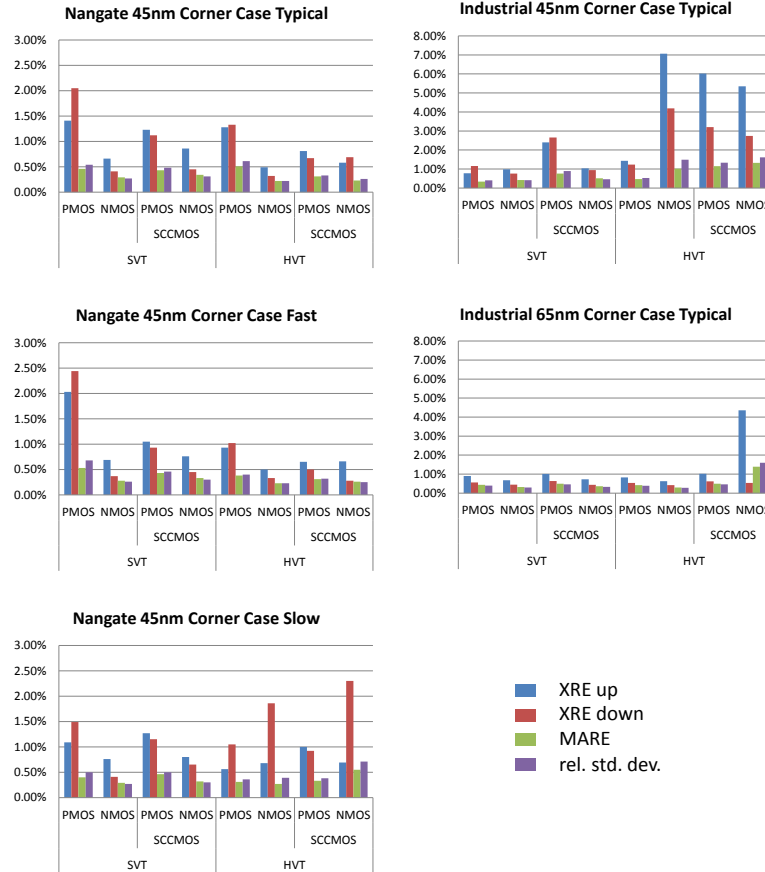 Nangate 45nm Corner Case Typical
3.00%
2.50%
2.00%
1.50%
1.00%
0.50%
0.00%
PMOS NMOS PMOS NMOS PMOS NMOS PMOS NMOS
SCCMOS SCCMOS
SVT HVT
Industrial 45nm Corner Case Typical
8.00%
7.00%
6.00%
5.00%
4.00%
3.00%
2.00%
1.00%
0.00%
PMOS NMOS PMOS NMOS PMOS NMOS PMOS NMOS
SCCMOS SCCMOS
SVT HVT
Nangate 45nm Corner Case Fast
3.00%
2.50%
2.00%
1.50%
1.00%
0.50%
0.00%
PMOS NMOS PMOS NMOS PMOS NMOS PMOS NMOS
SCCMOS SCCMOS
SVT HVT
Industrial 65nm Corner Case Typical
8.00%
7.00%
6.00%
5.00%
4.00%
3.00%
2.00%
1.00%
0.00%
PMOS NMOS PMOS NMOS PMOS NMOS PMOS NMOS
SCCMOS SCCMOS
SVT HVT
Nangate 45nm Corner Case Slow
3.00%
2.50%
2.00%
1.50%
1.00%
0.50%
0.00%
PMOS NMOS PMOS NMOS PMOS NMOS PMOS NMOS
SCCMOS SCCMOS
SVT HVT
XRE up
XRE down
MARE
rel. std. dev.